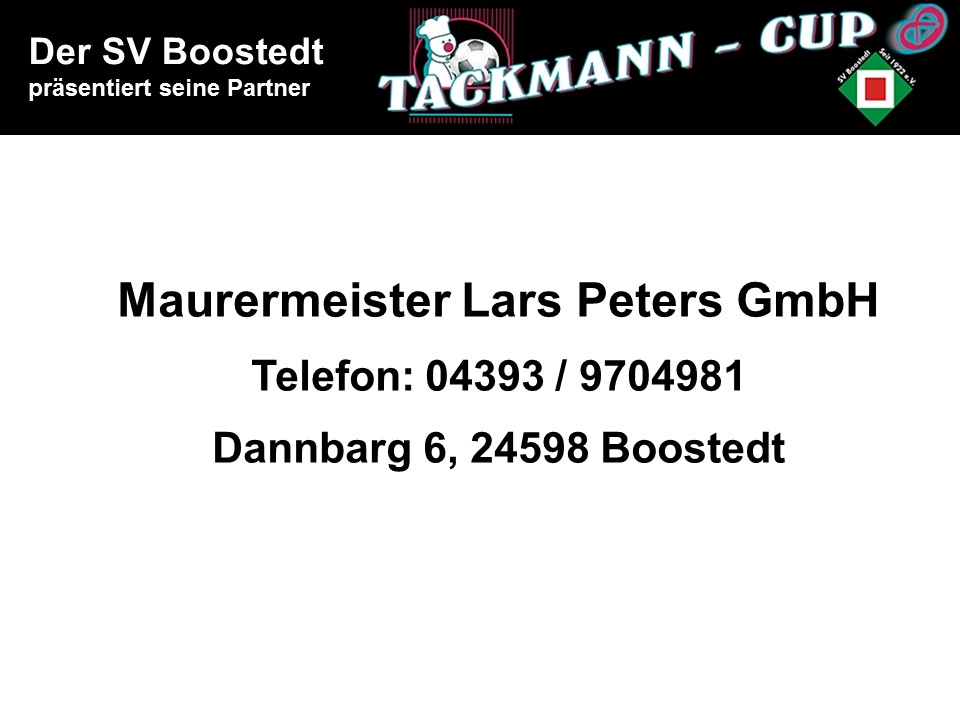 Der SV Boostedt
präsentiert seine Partner
TACKMANN - CUP
SV Boostedt Seit 1922 e.V.
Maurermeister Lars Peters GmbH
Telefon: 04393 / 9704981
Dannbarg 6, 24598 Boostedt